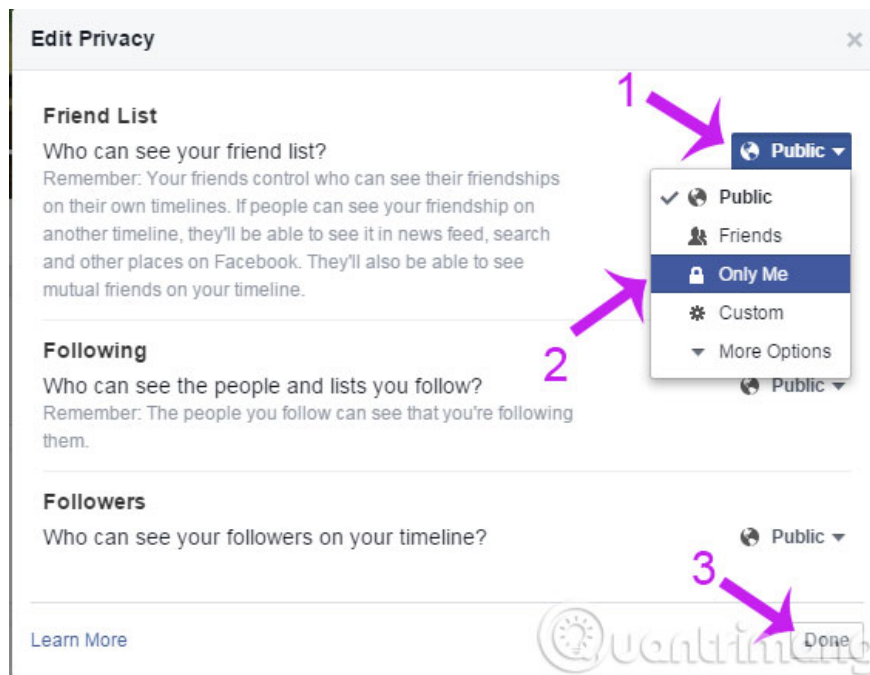 Edit Privacy
Friend List
1
Who can see your friend list?
Public
Remember: Your friends control who can see their friendships
on their own timelines. If people can see your friendship on
another timeline, they'll be able to see it in news feed, search
and other places on Facebook. They'll also be able to see
mutual friends on your timeline.
Public
Friends
Only Me
Custom
More Options
2
Following
Who can see the people and lists you follow?
Public
Remember: The people you follow can see that you're following
them.
Followers
Who can see your followers on your timeline?
Public
3
Learn More
Done
Quantrimang